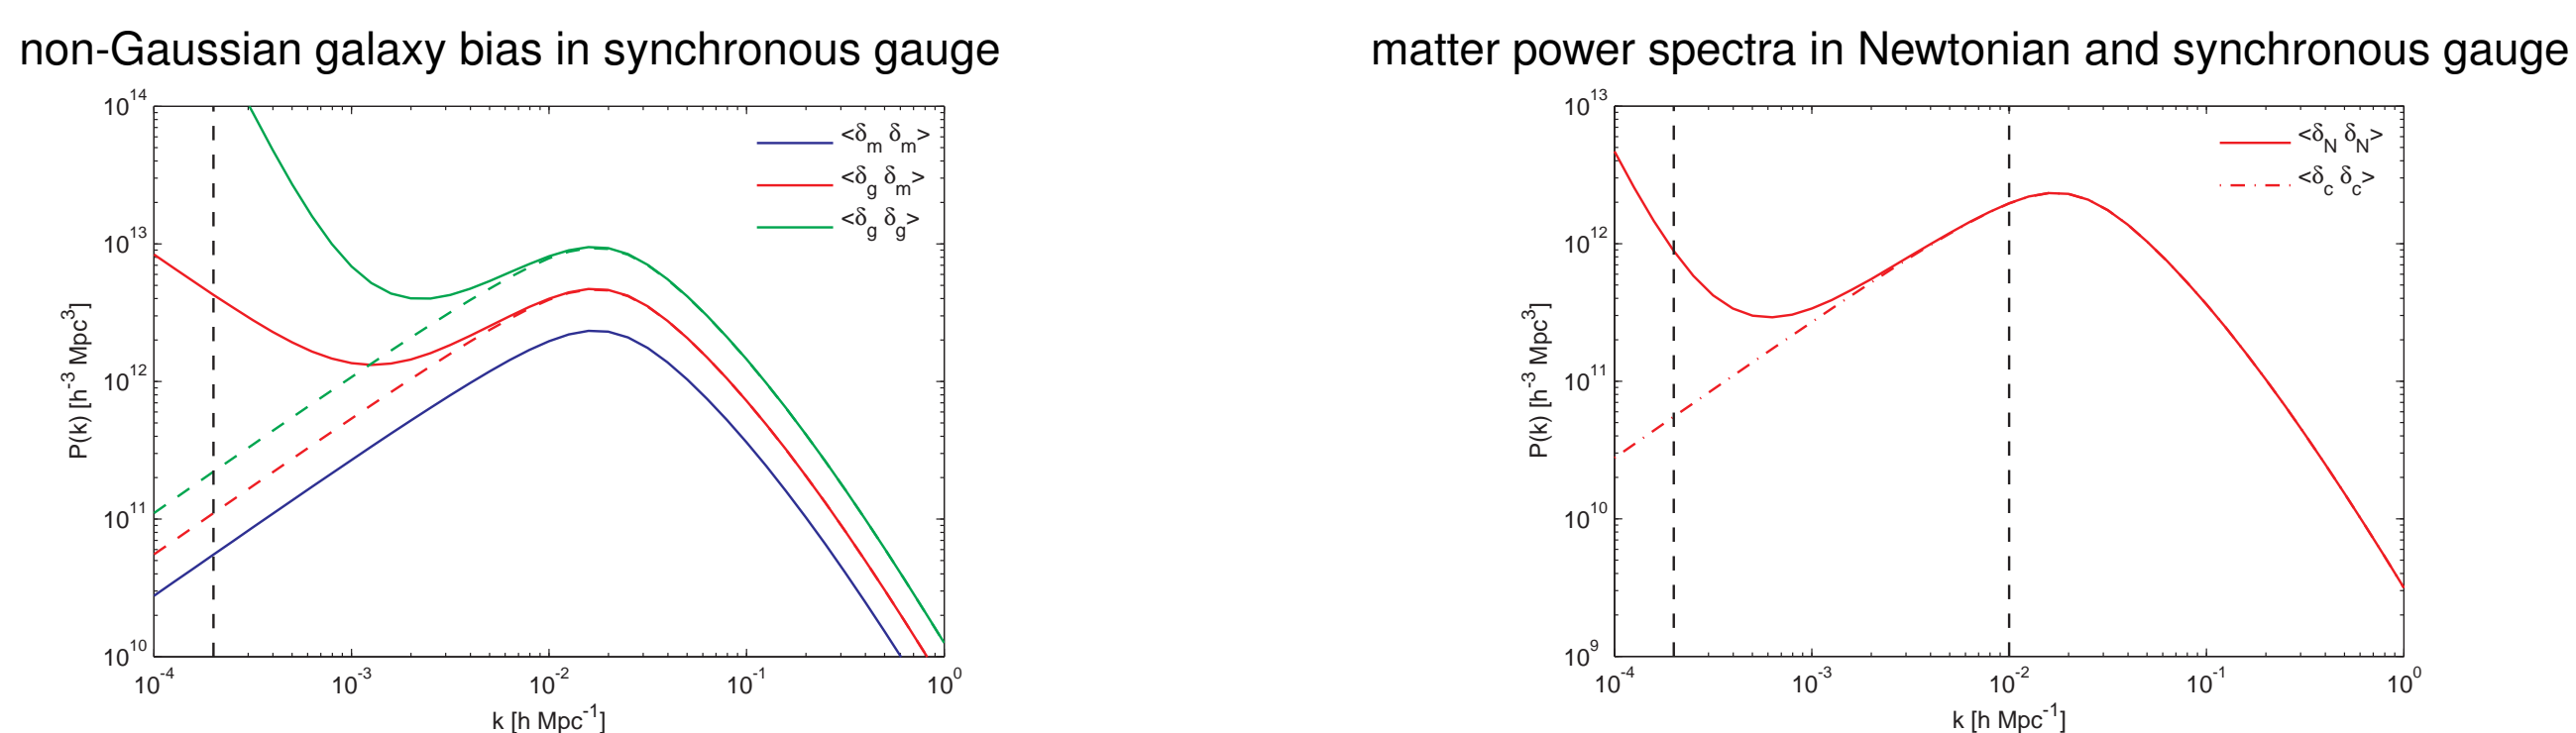 non-Gaussian galaxy bias in synchronous gauge
matter power spectra in Newtonian and synchronous gauge
10^14
10^13
10^12
10^11
10^10
P(k) [h^-3 Mpc^3]
<δ_m δ_m>
<δ_g δ_m>
<δ_g δ_g>
10^-4 10^-3 10^-2 10^-1 10^0
k [h Mpc^-1]
10^13
10^12
10^11
10^10
10^9
P(k) [h^-3 Mpc^3]
<δ_N δ_N>
<δ_c δ_c>
10^-4 10^-3 10^-2 10^-1 10^0
k [h Mpc^-1]